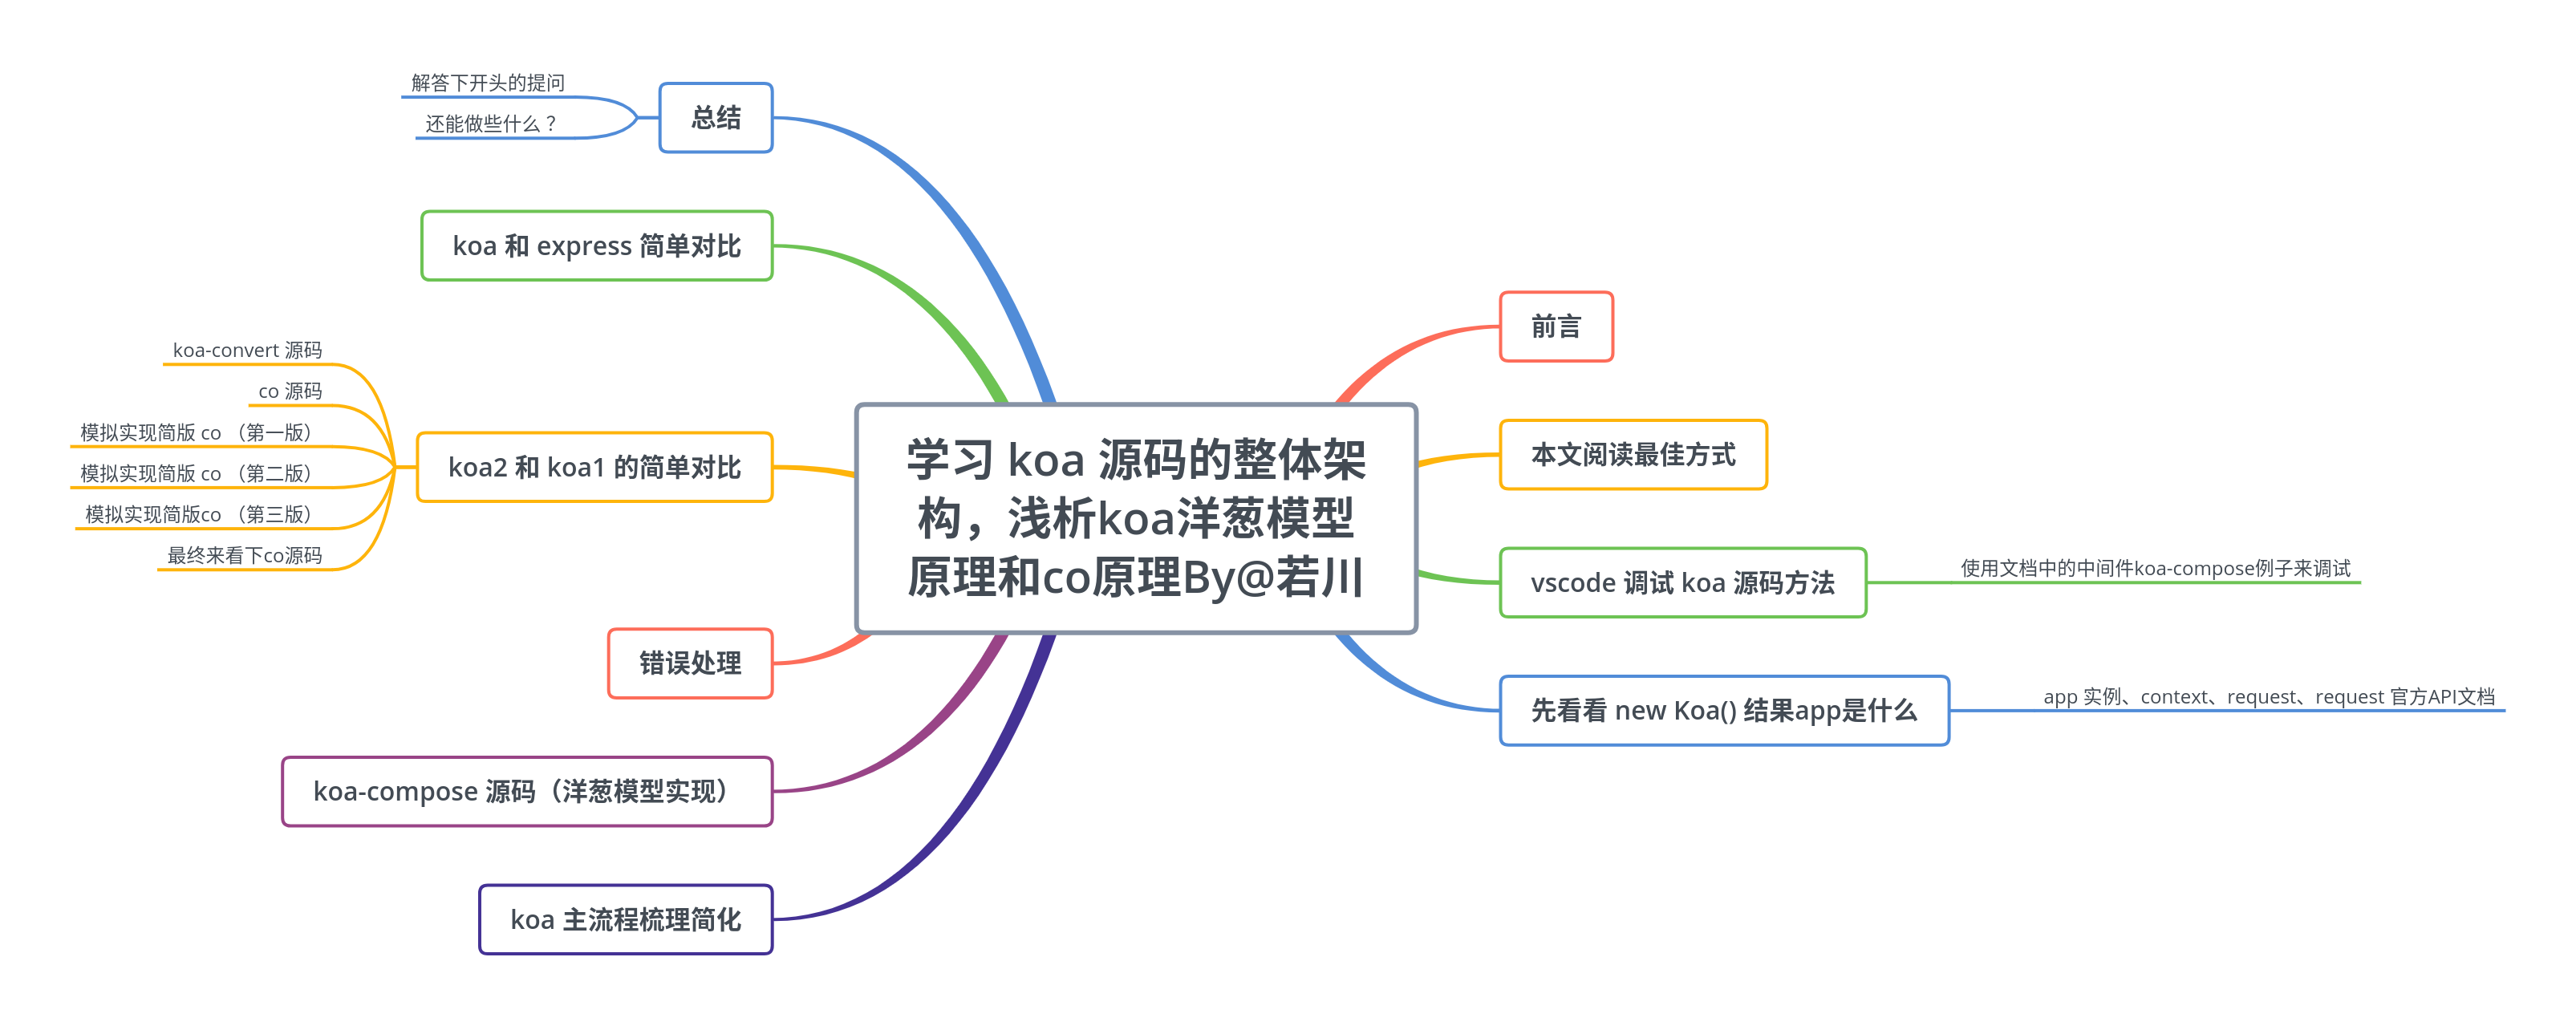 学习 koa 源码的整体架
构，浅析koa洋葱模型
原理和co原理By@若川
前言
本文阅读最佳方式
vscode 调试 koa 源码方法
使用文档中的中间件koa-compose例子来调试
先看看 new Koa() 结果app是什么
app 实例、context、request、request 官方API文档
总结
解答下开头的提问
还能做些什么？
koa 和 express 简单对比
koa2 和 koa1 的简单对比
koa-convert 源码
co 源码
模拟实现简版 co （第一版）
模拟实现简版 co （第二版）
模拟实现简版co （第三版）
最终来看下co源码
错误处理
koa-compose 源码（洋葱模型实现）
koa 主流程梳理简化